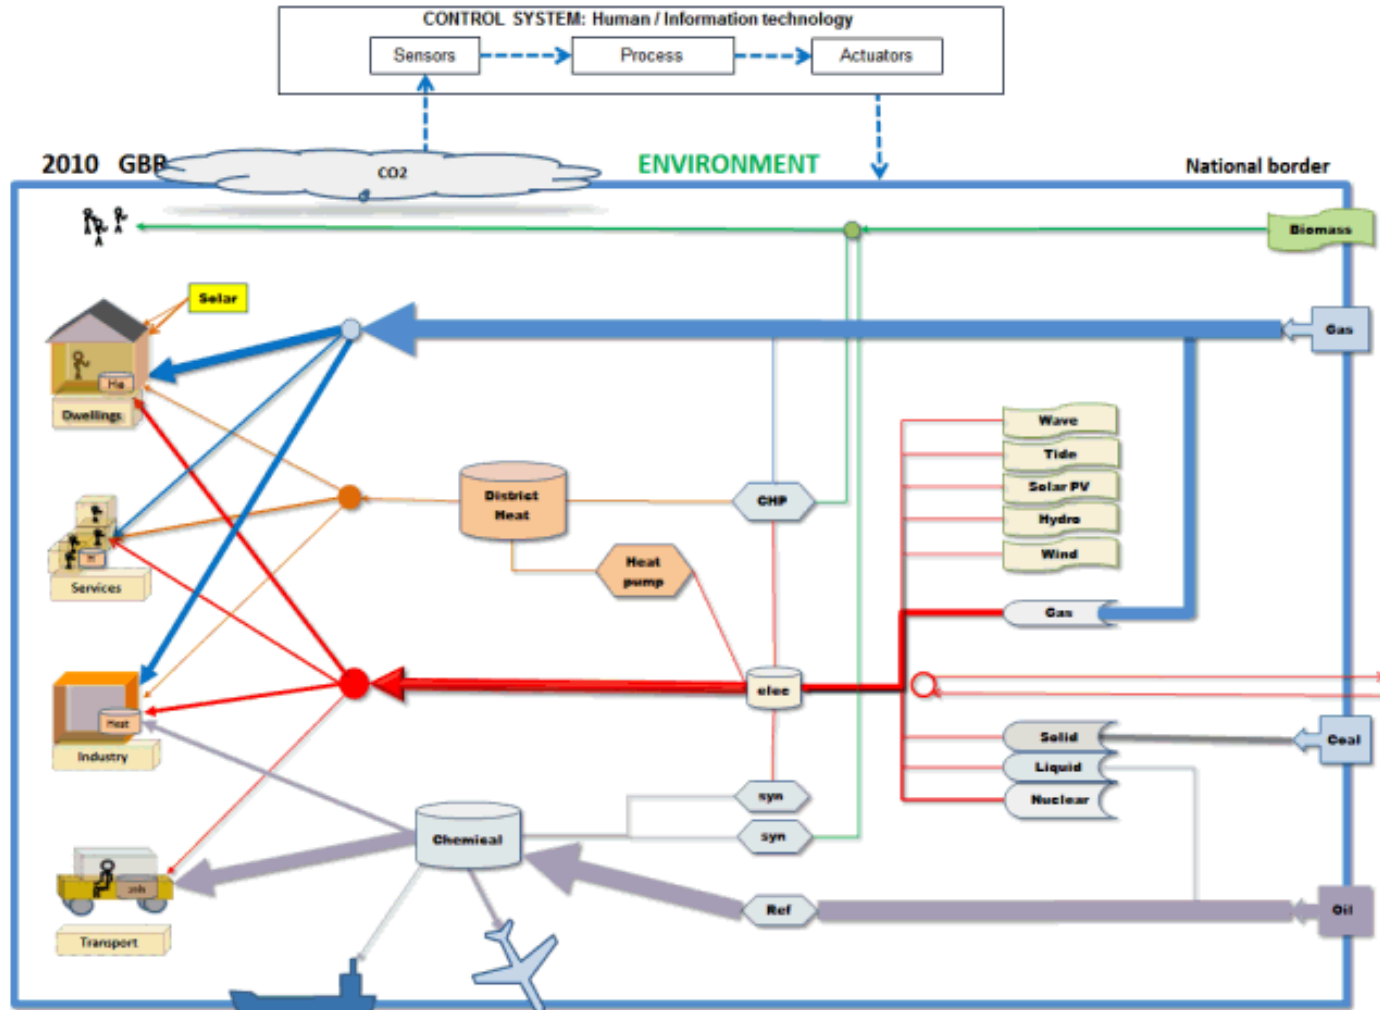 CONTROL SYSTEM: Human / Information technology
Sensors
Process
Actuators
2010 GBR
CO2
ENVIRONMENT
National border
Biomass
Solar
Gas
Ha
Dwellings
Wave
Tide
Solar PV
Hydro
Wind
District
Heat
CHP
Heat
pump
H
Services
Gas
elec
Heat
Industry
Solid
Liquid
Nuclear
Coal
syn
syn
Chemical
Ref
Oil
Transport